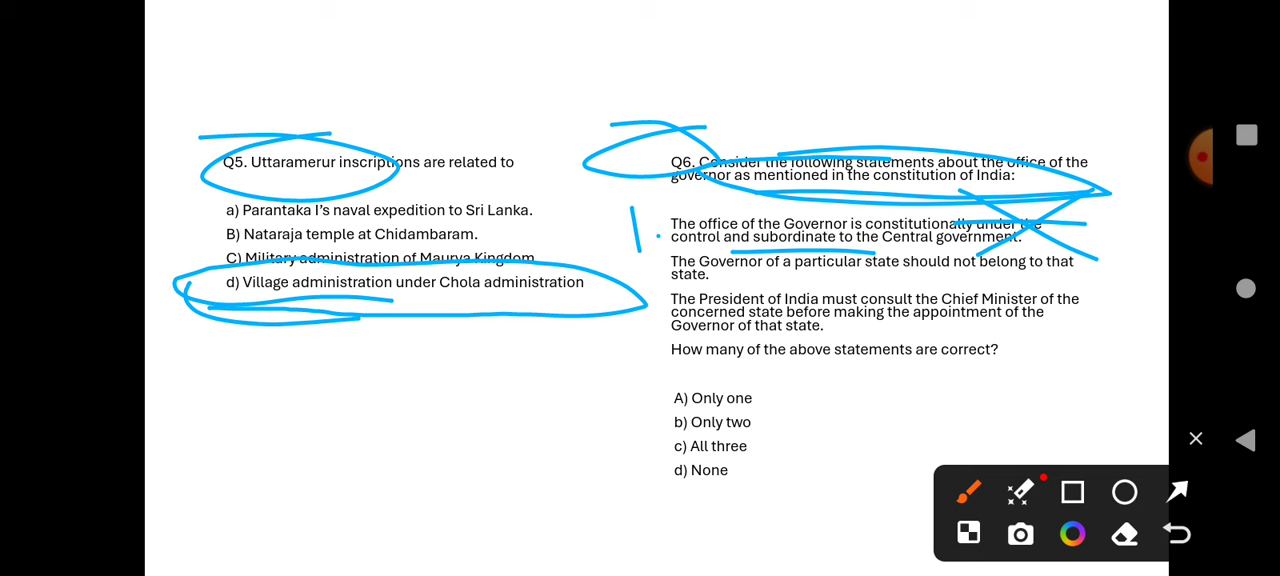 Q5. Uttaramerur inscriptions are related to
a) Parantaka I's naval expedition to Sri Lanka.
B) Nataraja temple at Chidambaram.
C) Military administration of Maurya Kingdom
d) Village administration under Chola administration
Q6. Consider the following statements about the office of the
governor as mentioned in the constitution of India:
The office of the Governor is constitutionally under the
control and subordinate to the Central government.
The Governor of a particular state should not belong to that
state.
The President of India must consult the Chief Minister of the
concerned state before making the appointment of the
Governor of that state.
How many of the above statements are correct?
A) Only one
b) Only two
c) All three
d) None